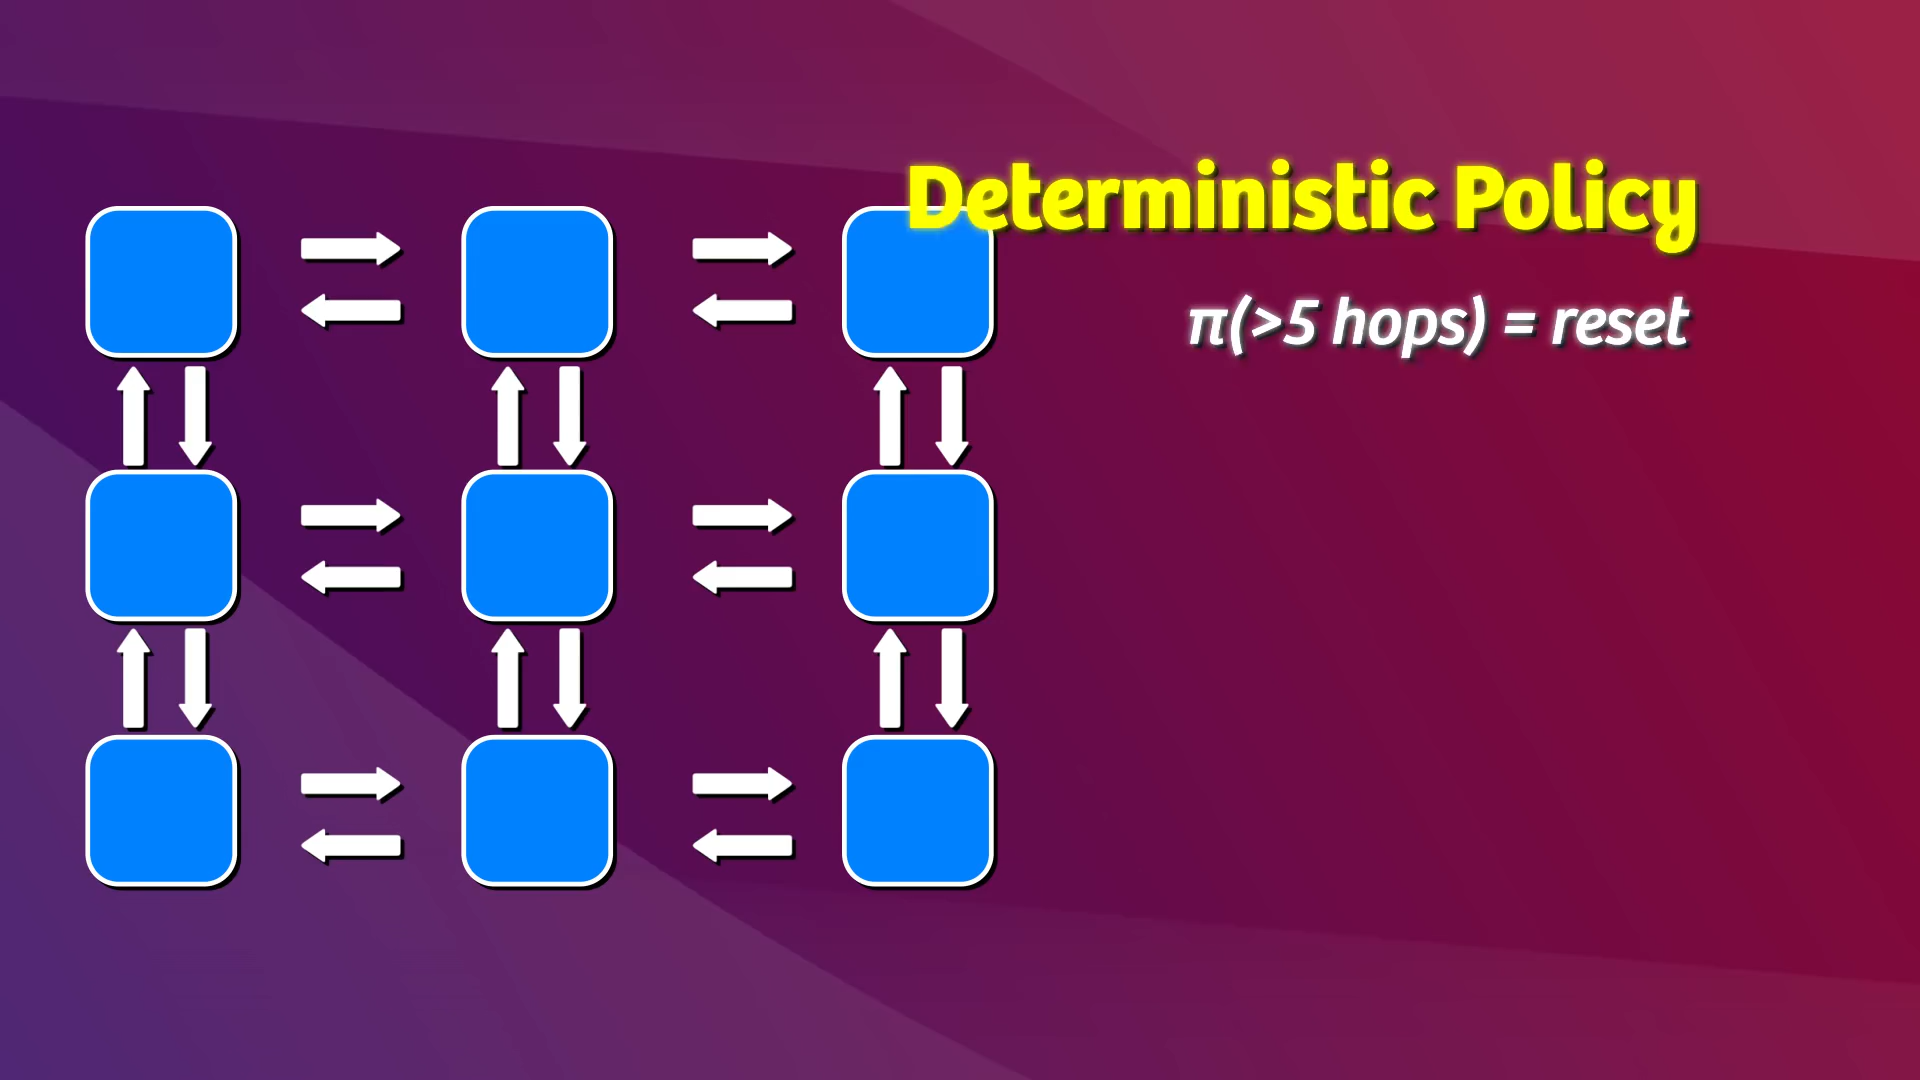 Deterministic Policy
π(>5 hops) = reset